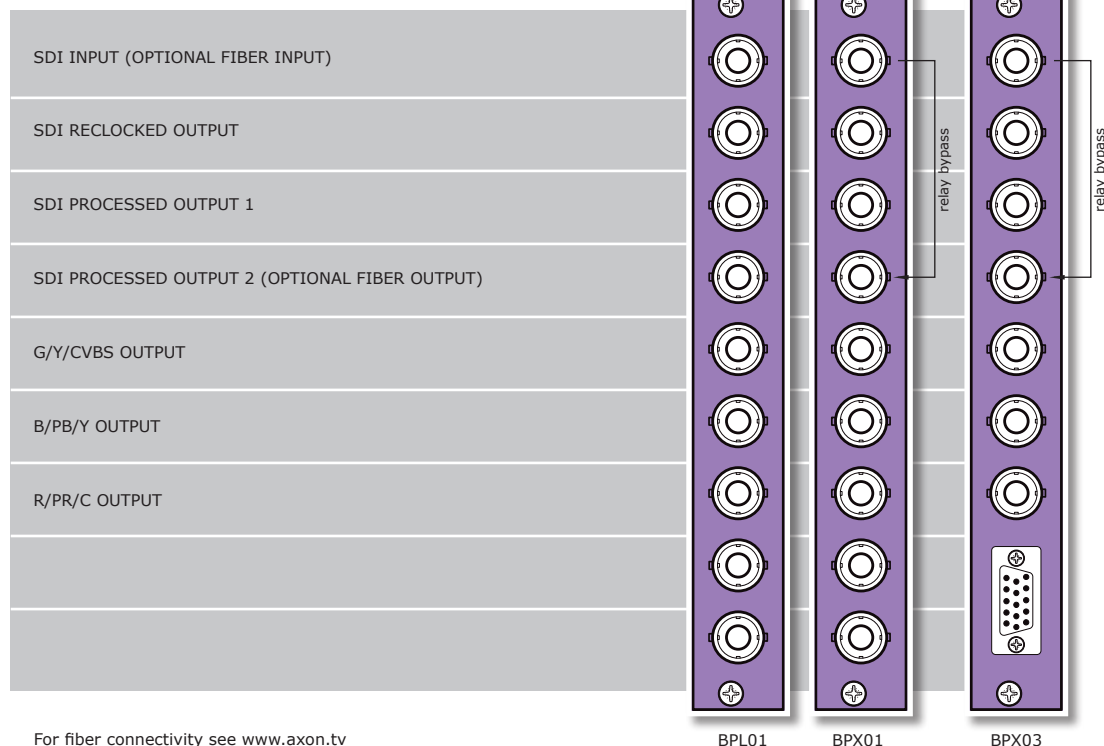 SDI INPUT (OPTIONAL FIBER INPUT)
SDI RECLOCKED OUTPUT
SDI PROCESSED OUTPUT 1
SDI PROCESSED OUTPUT 2 (OPTIONAL FIBER OUTPUT)
G/Y/CVBS OUTPUT
B/PB/Y OUTPUT
R/PR/C OUTPUT
relay bypass
relay bypass
For fiber connectivity see www.axon.tv
BPL01
BPX01
BPX03